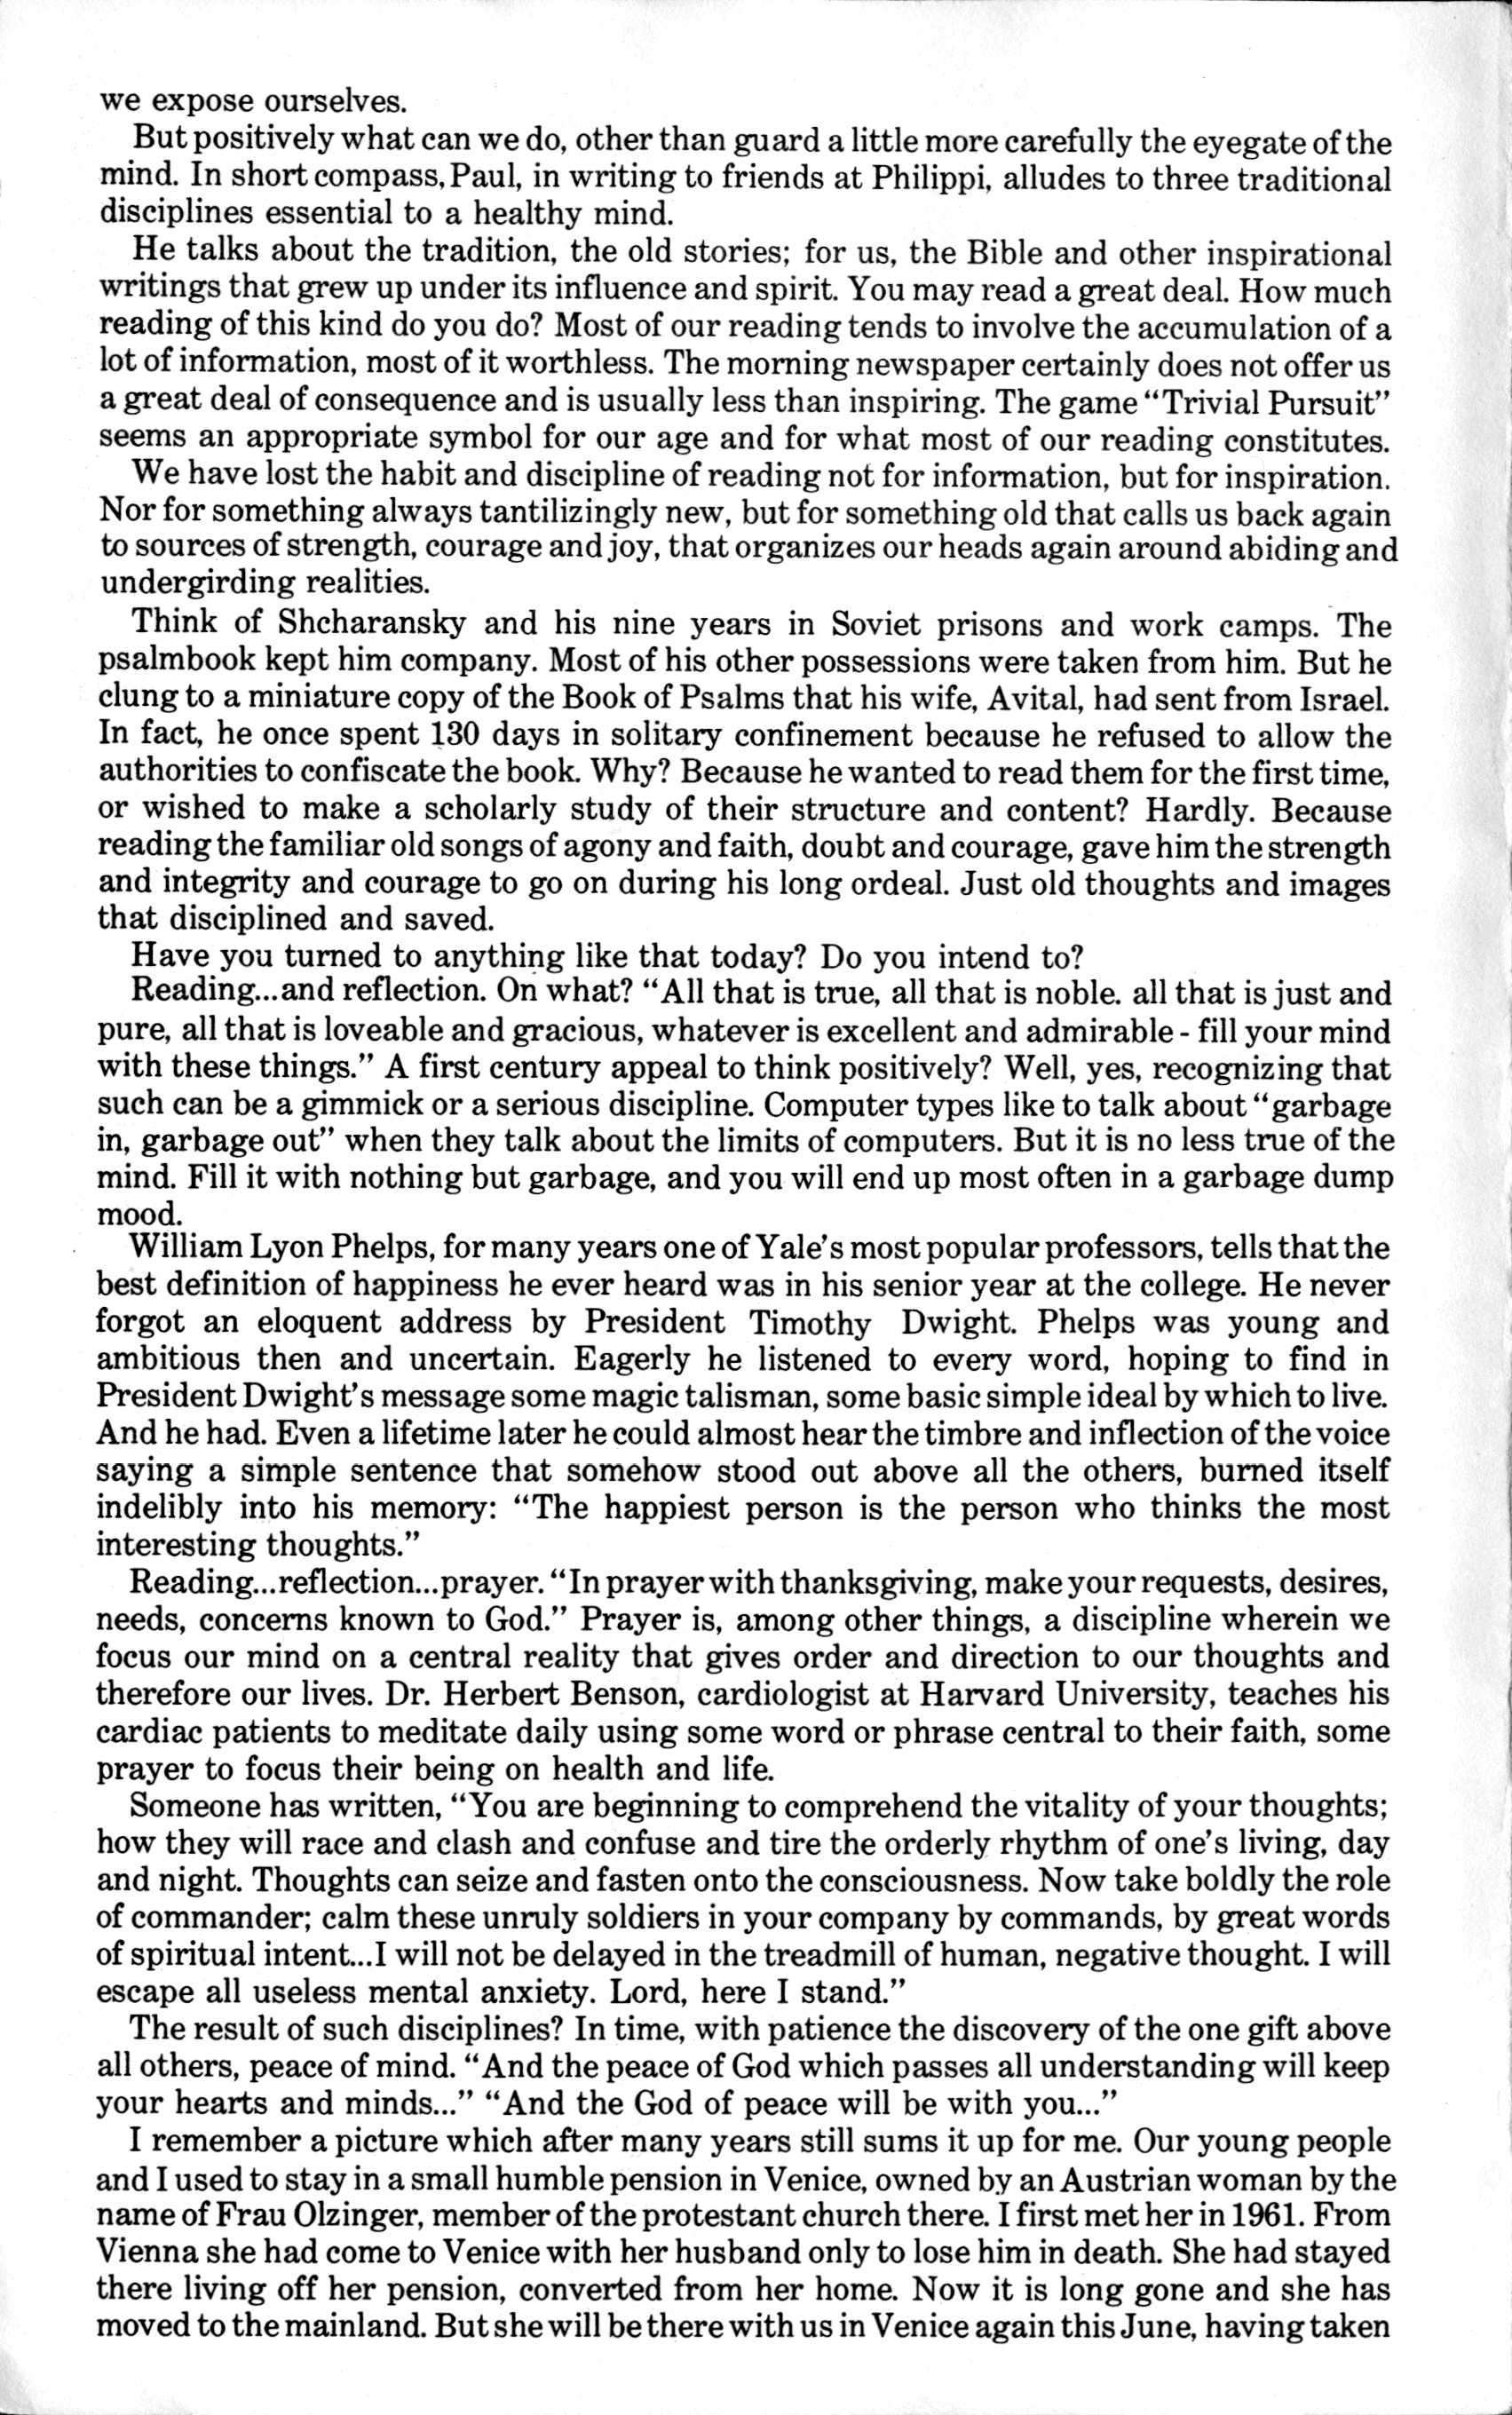 we expose ourselves.
But positively what can we do, other than guard a little more carefully the eyegate of the
mind. In short compass, Paul, in writing to friends at Philippi, alludes to three traditional
disciplines essential to a healthy mind.
He talks about the tradition, the old stories; for us, the Bible and other inspirational
writings that grew up under its influence and spirit. You may read a great deal. How much
reading of this kind do you do? Most of our reading tends to involve the accumulation of a
lot of information, most of it worthless. The morning newspaper certainly does not offer us
a great deal of consequence and is usually less than inspiring. The game “Trivial Pursuit”
seems an appropriate symbol for our age and for what most of our reading constitutes.
We have lost the habit and discipline of reading not for information, but for inspiration.
Nor for something always tantilizingly new, but for something old that calls us back again
to sources of strength, courage and joy, that organizes our heads again around abiding and
undergirding realities.
Think of Shcharansky and his nine years in Soviet prisons and work camps. The
psalmbook kept him company. Most of his other possessions were taken from him. But he
clung to a miniature copy of the Book of Psalms that his wife, Avital, had sent from Israel.
In fact, he once spent 130 days in solitary confinement because he refused to allow the
authorities to confiscate the book. Why? Because he wanted to read them for the first time,
or wished to make a scholarly study of their structure and content? Hardly. Because
reading the familiar old songs of agony and faith, doubt and courage, gave him the strength
and integrity and courage to go on during his long ordeal. Just old thoughts and images
that disciplined and saved.
Have you turned to anything like that today? Do you intend to?
Reading...and reflection. On what? “All that is true, all that is noble. all that is just and
pure, all that is loveable and gracious, whatever is excellent and admirable - fill your mind
with these things.” A first century appeal to think positively? Well, yes, recognizing that
such can be a gimmick or a serious discipline. Computer types like to talk about “garbage
in, garbage out” when they talk about the limits of computers. But it is no less true of the
mind. Fill it with nothing but garbage, and you will end up most often in a garbage dump
mood.
William Lyon Phelps, for many years one of Yale’s most popular professors, tells that the
best definition of happiness he ever heard was in his senior year at the college. He never
forgot an eloquent address by President Timothy Dwight. Phelps was young and
ambitious then and uncertain. Eagerly he listened to every word, hoping to find in
President Dwight’s message some magic talisman, some basic simple ideal by which to live.
And he had. Even a lifetime later he could almost hear the timbre and inflection of the voice
saying a simple sentence that somehow stood out above all the others, burned itself
indelibly into his memory: “The happiest person is the person who thinks the most
interesting thoughts.”
Reading...reflection...prayer. “In prayer with thanksgiving, make your requests, desires,
needs, concerns known to God.” Prayer is, among other things, a discipline wherein we
focus our mind on a central reality that gives order and direction to our thoughts and
therefore our lives. Dr. Herbert Benson, cardiologist at Harvard University, teaches his
cardiac patients to meditate daily using some word or phrase central to their faith, some
prayer to focus their being on health and life.
Someone has written, “You are beginning to comprehend the vitality of your thoughts;
how they will race and clash and confuse and tire the orderly rhythm of one’s living, day
and night. Thoughts can seize and fasten onto the consciousness. Now take boldly the role
of commander; calm these unruly soldiers in your company by commands, by great words
of spiritual intent...I will not be delayed in the treadmill of human, negative thought. I will
escape all useless mental anxiety. Lord, here I stand.”
The result of such disciplines? In time, with patience the discovery of the one gift above
all others, peace of mind. “And the peace of God which passes all understanding will keep
your hearts and minds...” “And the God of peace will be with you...”
I remember a picture which after many years still sums it up for me. Our young people
and I used to stay in a small humble pension in Venice, owned by an Austrian woman by the
name of Frau Olzinger, member of the protestant church there. I first met her in 1961. From
Vienna she had come to Venice with her husband only to lose him in death. She had stayed
there living off her pension, converted from her home. Now it is long gone and she has
moved to the mainland. But she will be there with us in Venice again this June, having taken